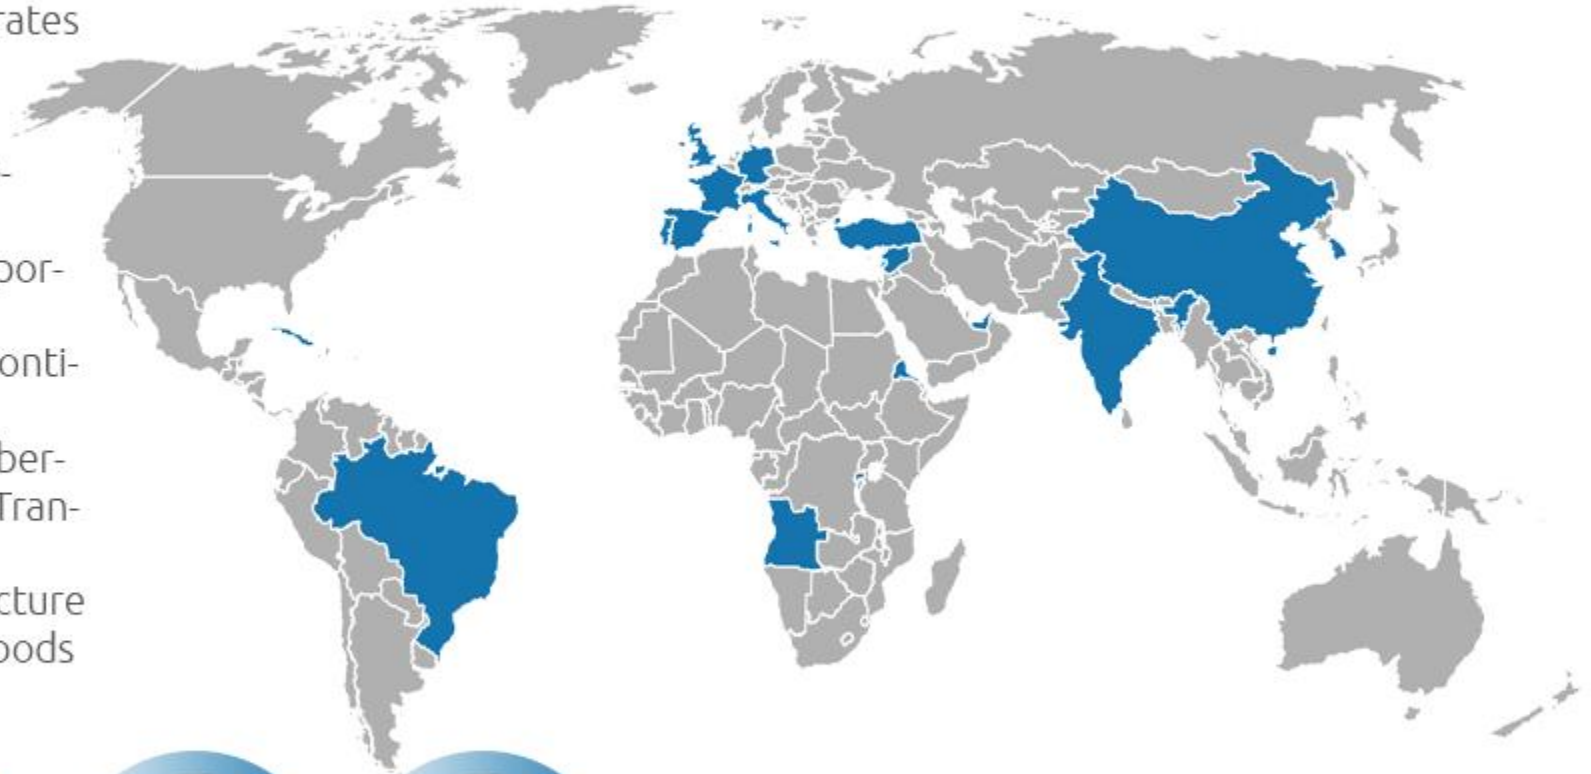 rates
-
por-
onti-
ber-
Tran-
cture
oods